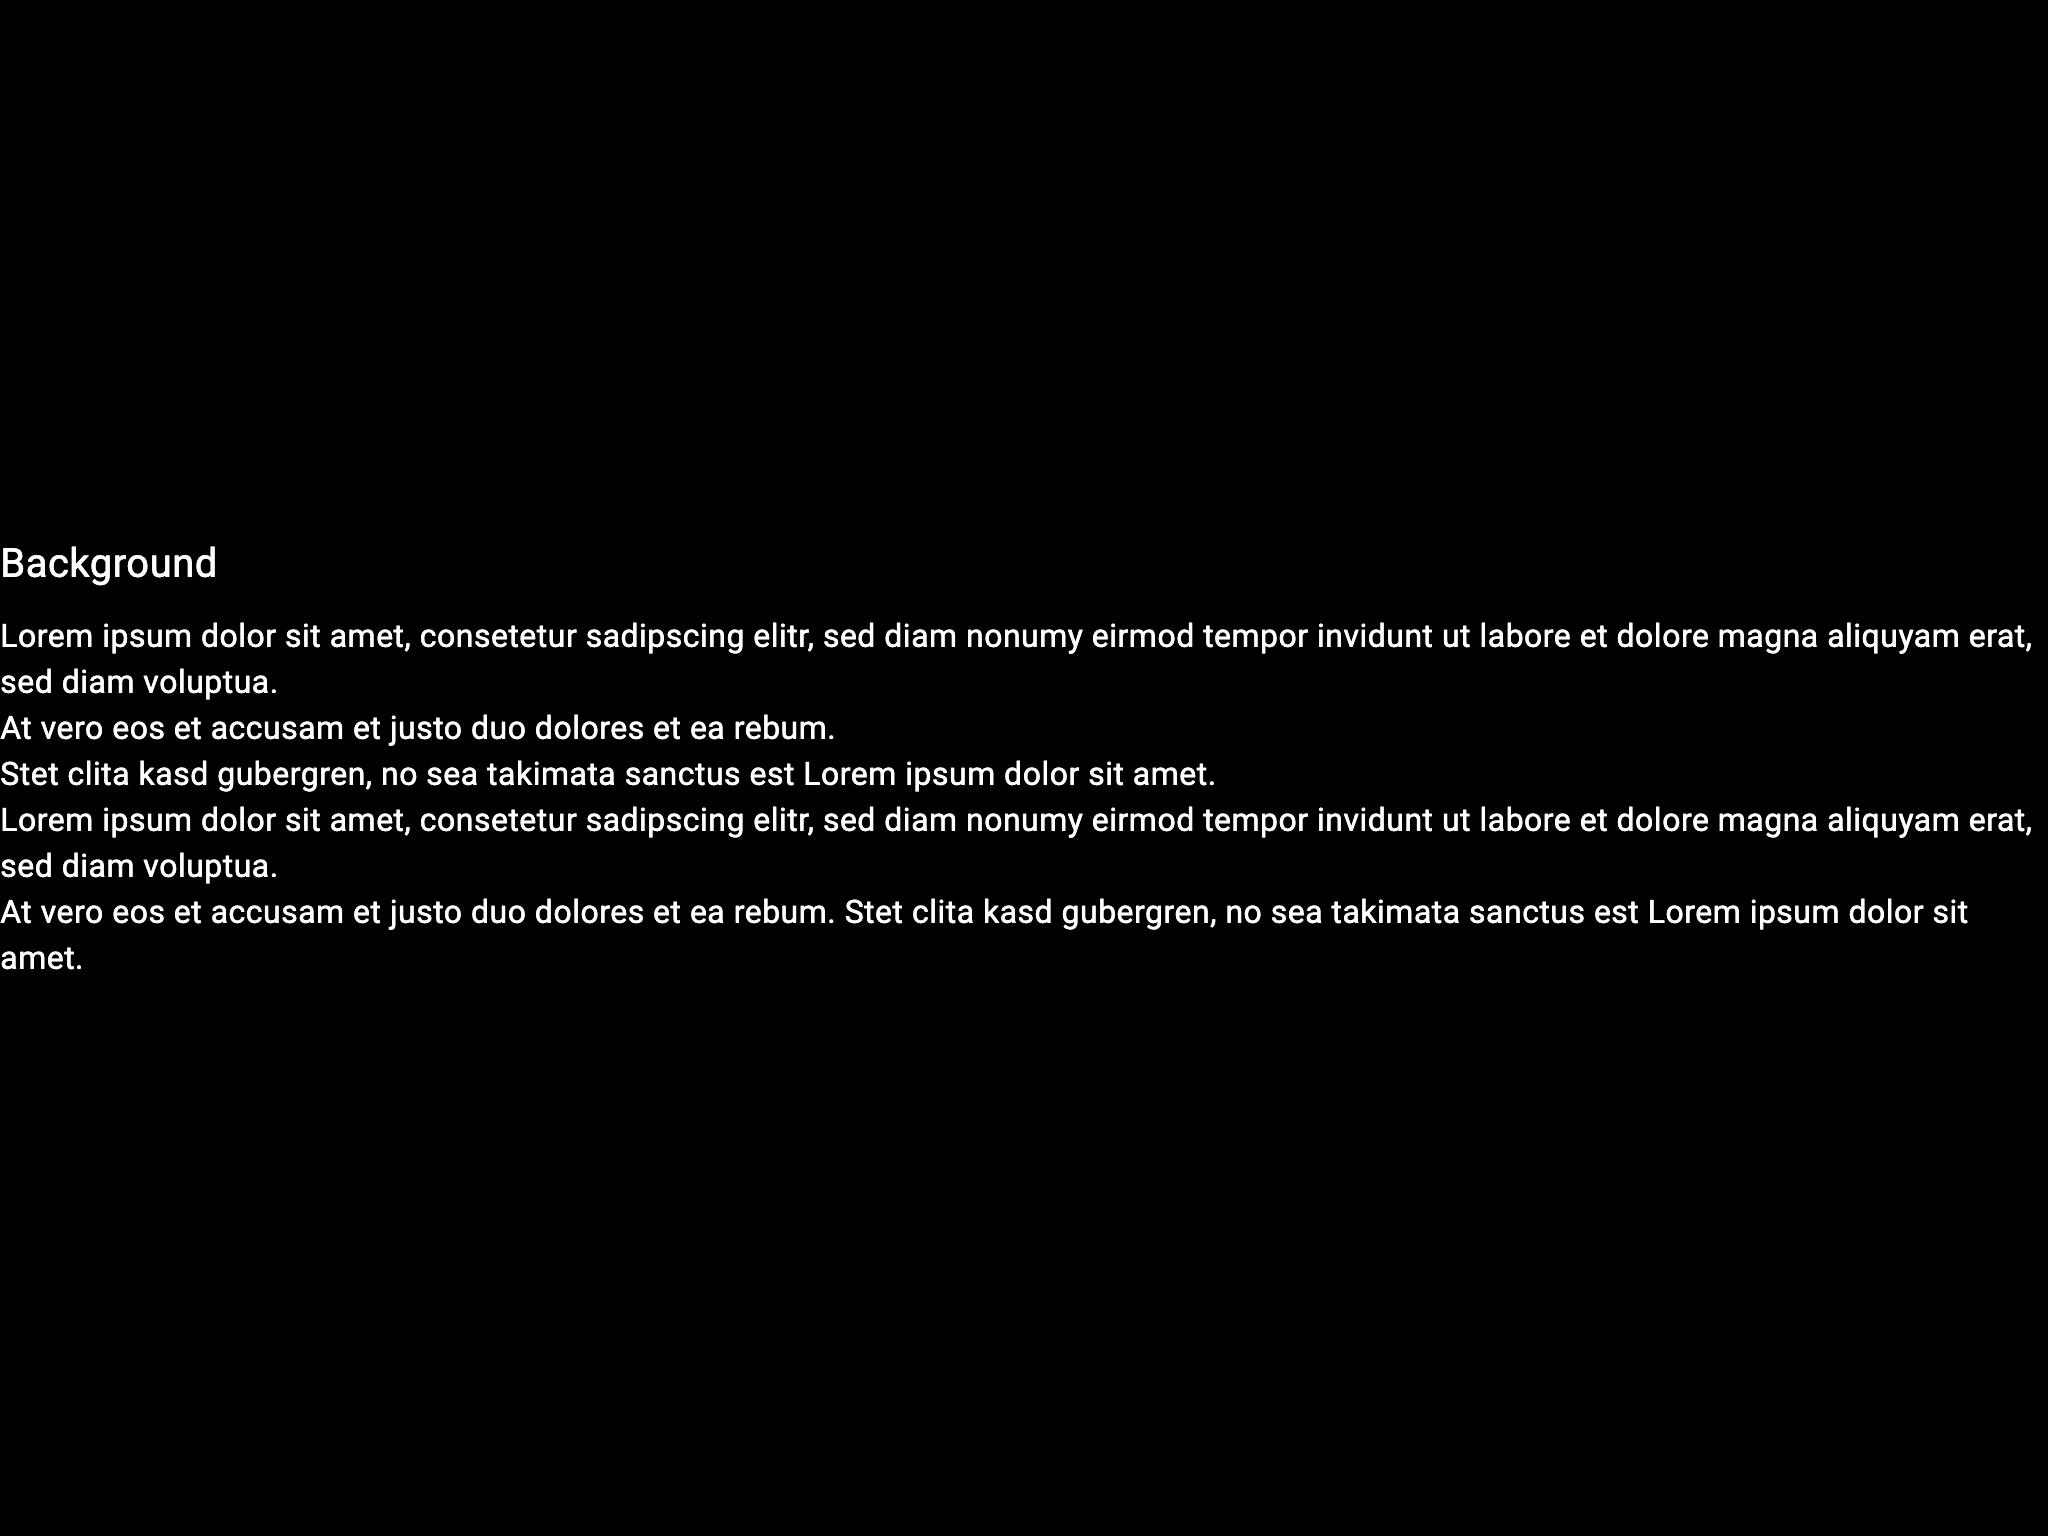 Background
Lorem ipsum dolor sit amet, consetetur sadipscing elitr, sed diam nonumy eirmod tempor invidunt ut labore et dolore magna aliquyam erat,
sed diam voluptua.
At vero eos et accusam et justo duo dolores et ea rebum.
Stet clita kasd gubergren, no sea takimata sanctus est Lorem ipsum dolor sit amet.
Lorem ipsum dolor sit amet, consetetur sadipscing elitr, sed diam nonumy eirmod tempor invidunt ut labore et dolore magna aliquyam erat,
sed diam voluptua.
At vero eos et accusam et justo duo dolores et ea rebum. Stet clita kasd gubergren, no sea takimata sanctus est Lorem ipsum dolor sit
amet.